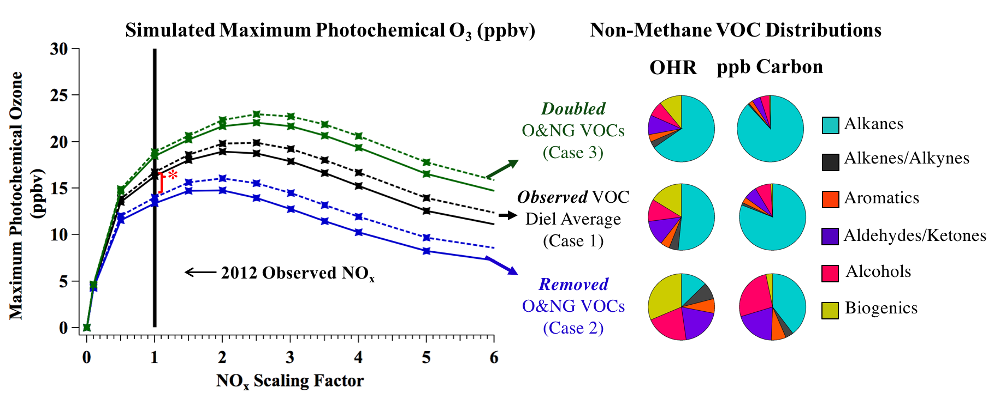 Simulated Maximum Photochemical O₃ (ppbv)
Maximum Photochemical Ozone
(ppbv)
30
25
20
15
10
5
0
*
2012 Observed NOₓ
0 1 2 3 4 5 6
NOₓ Scaling Factor
Doubled
O&NG VOCs
(Case 3)
Observed VOC
Diel Average
(Case 1)
Removed
O&NG VOCs
(Case 2)
Non-Methane VOC Distributions
OHR ppb Carbon
Alkanes
Alkenes/Alkynes
Aromatics
Aldehydes/Ketones
Alcohols
Biogenics